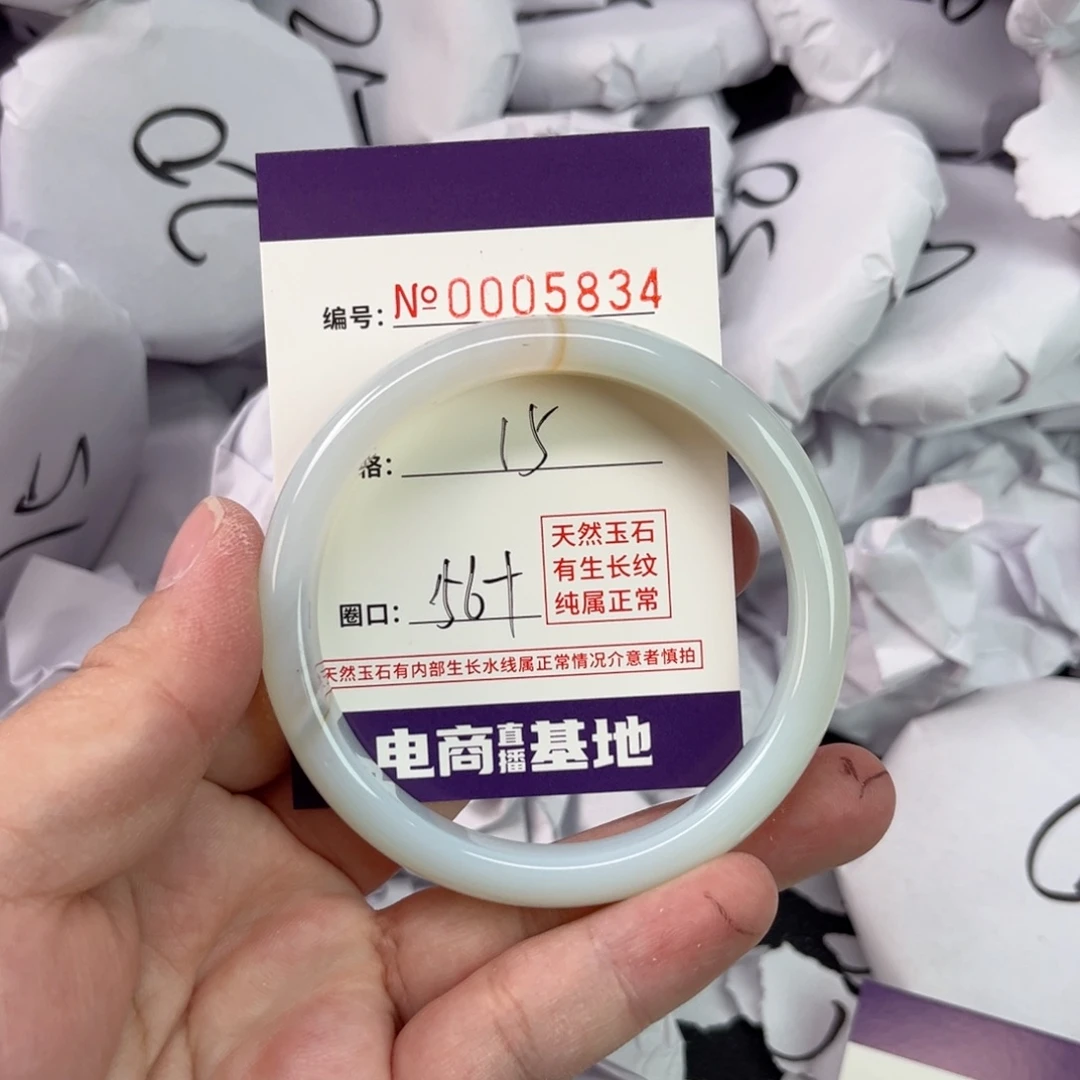 编号: №0005834
格: 15
天然玉石
有生长纹
纯属正常
圈口: 56+
天然玉石有内部生长水线属正常情况介意者慎拍
电商直播基地